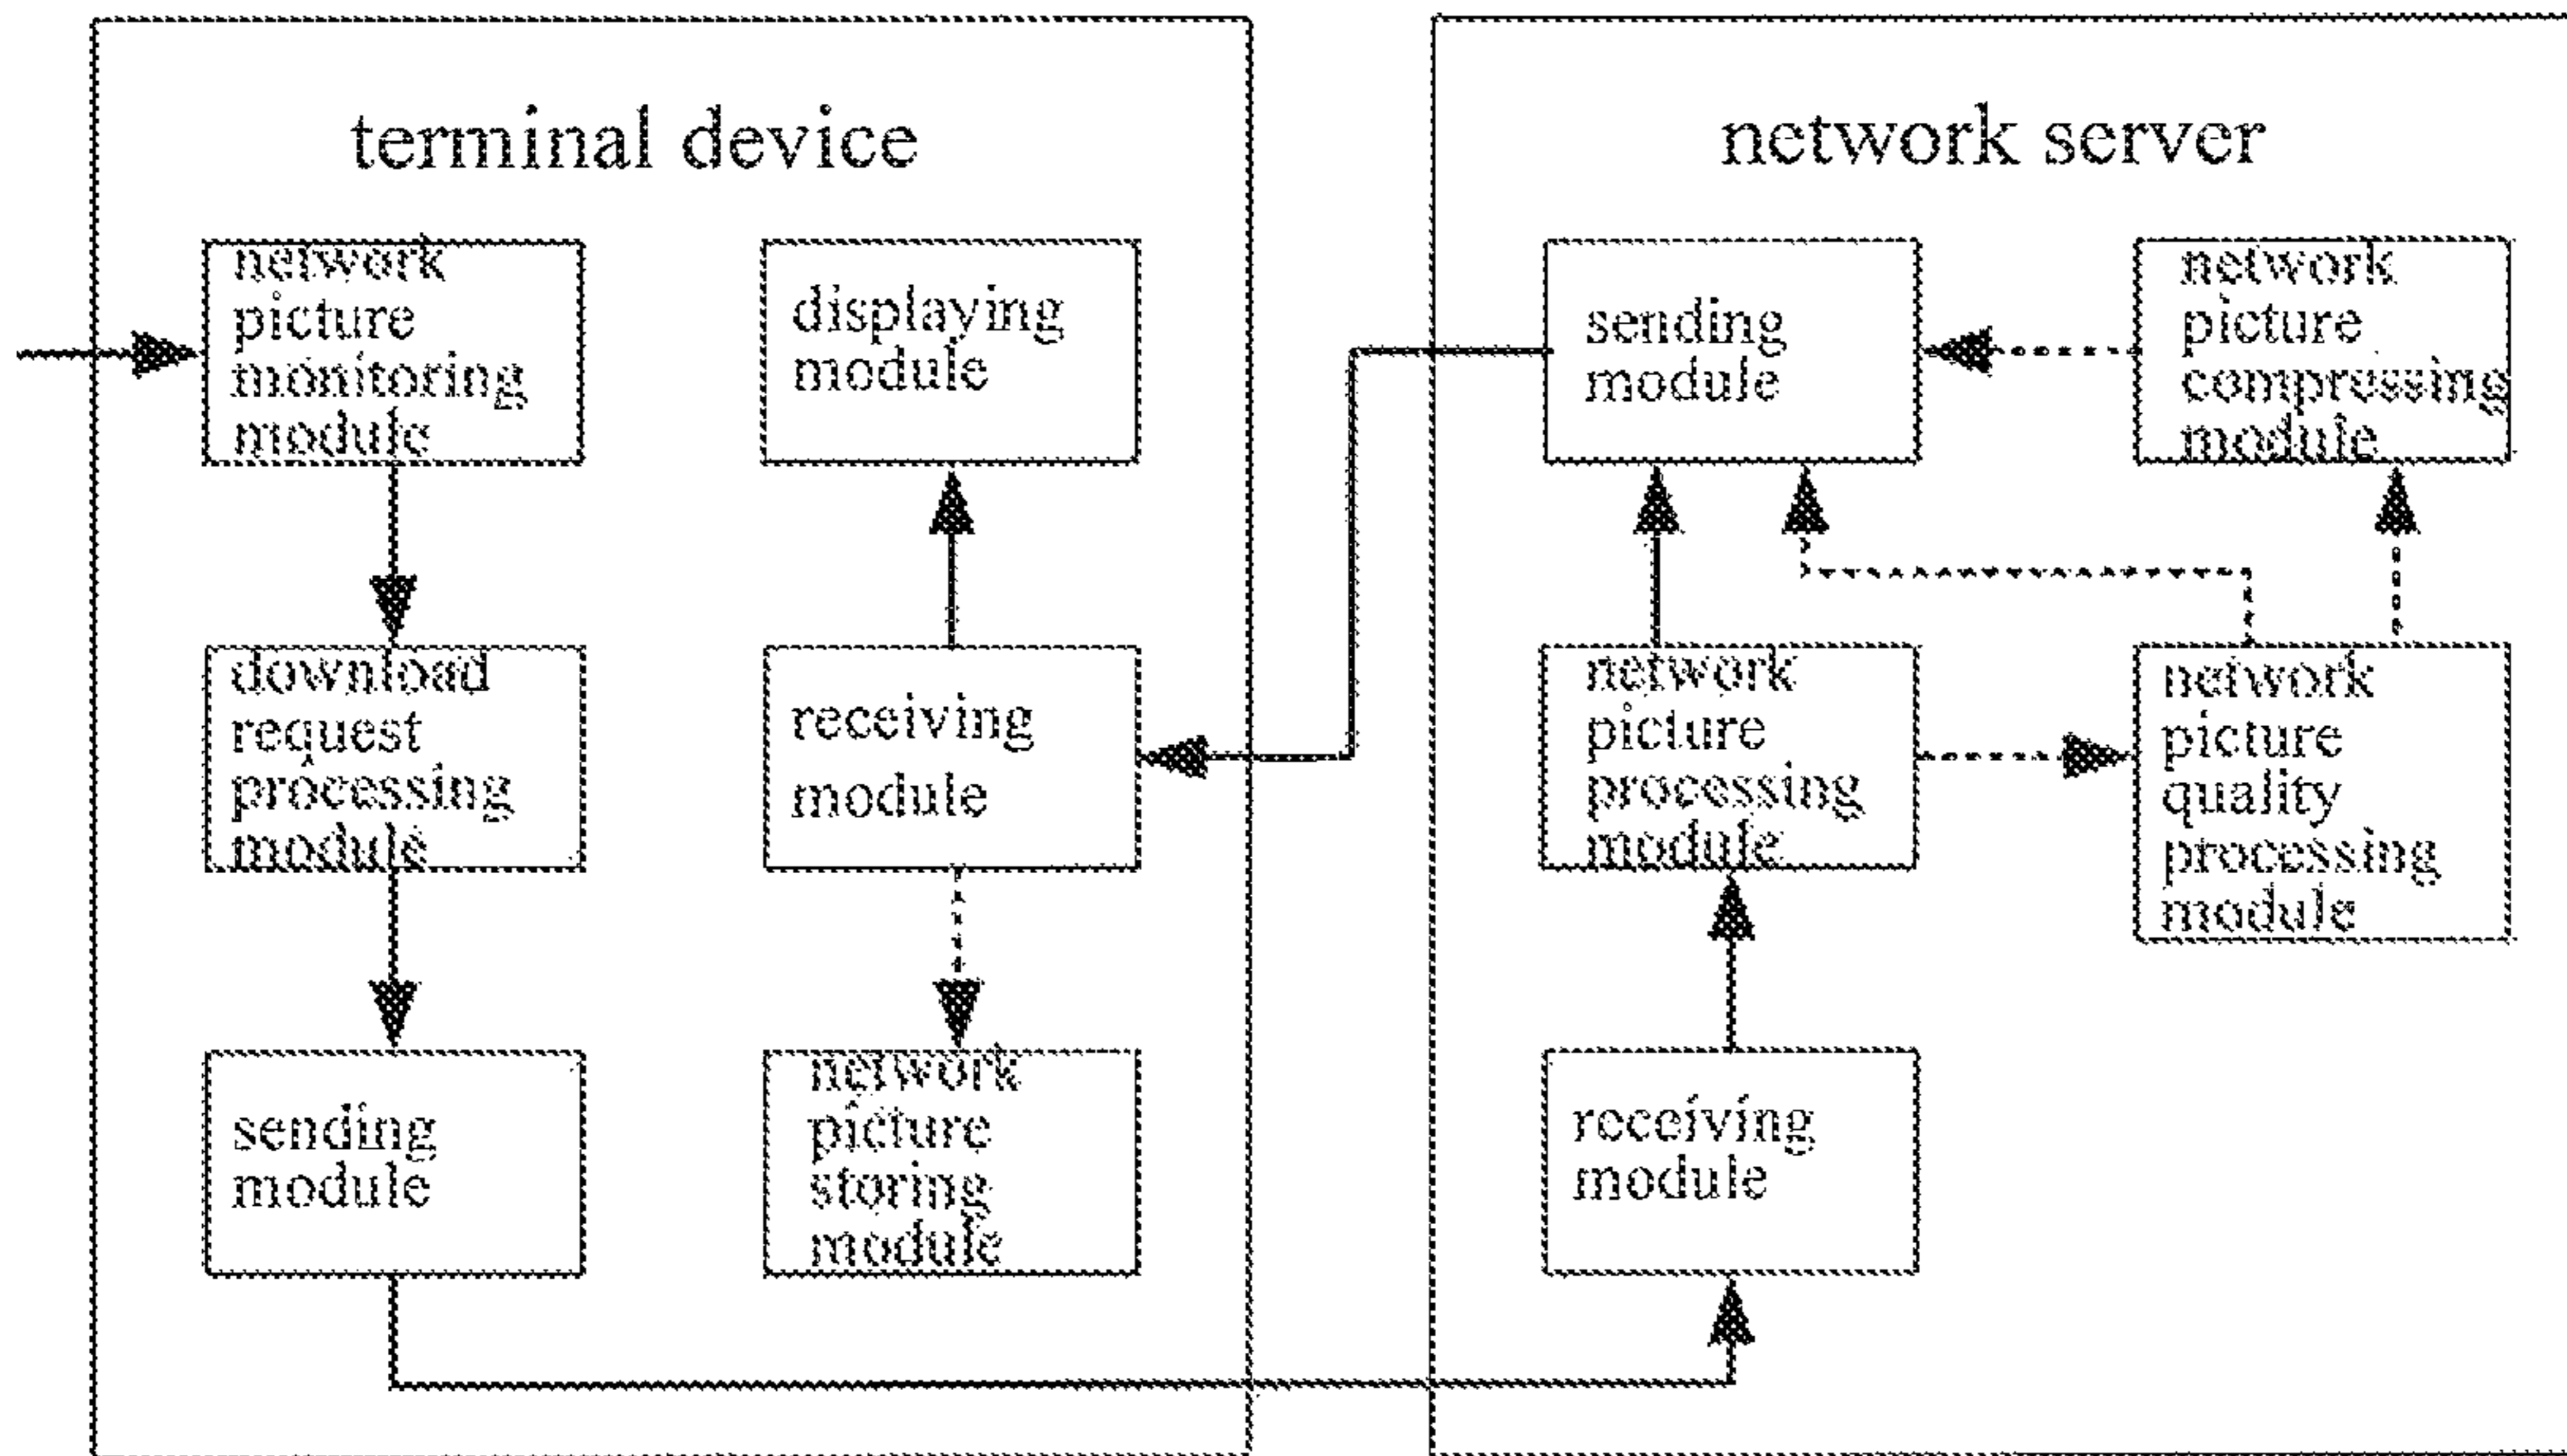 terminal device
network
picture
monitoring
module
displaying
module
download
request
processing
module
receiving
module
sending
module
network
picture
storing
module
network server
sending
module
network
picture
compressing
module
network
picture
processing
module
network
picture
quality
processing
module
receiving
module